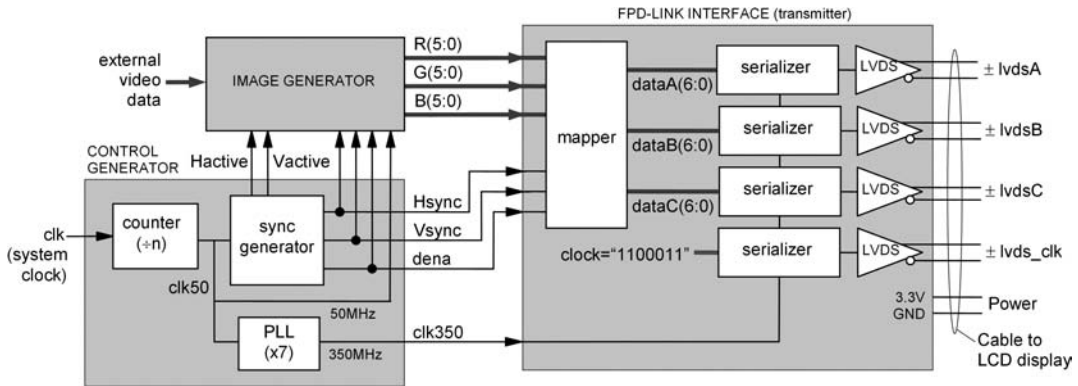 FPD-LINK INTERFACE (transmitter)
external
video
data
IMAGE GENERATOR
R(5:0)
G(5:0)
B(5:0)
mapper
dataA(6:0)
serializer
LVDS
± lvdsA
dataB(6:0)
serializer
LVDS
± lvdsB
dataC(6:0)
serializer
LVDS
± lvdsC
clock="1100011"
serializer
LVDS
± lvds_clk
3.3V
GND
Power
Cable to
LCD display
CONTROL
GENERATOR
Hactive
Vactive
clk
(system
clock)
counter
(÷n)
clk50
sync
generator
Hsync
Vsync
dena
50MHz
PLL
(x7)
350MHz
clk350